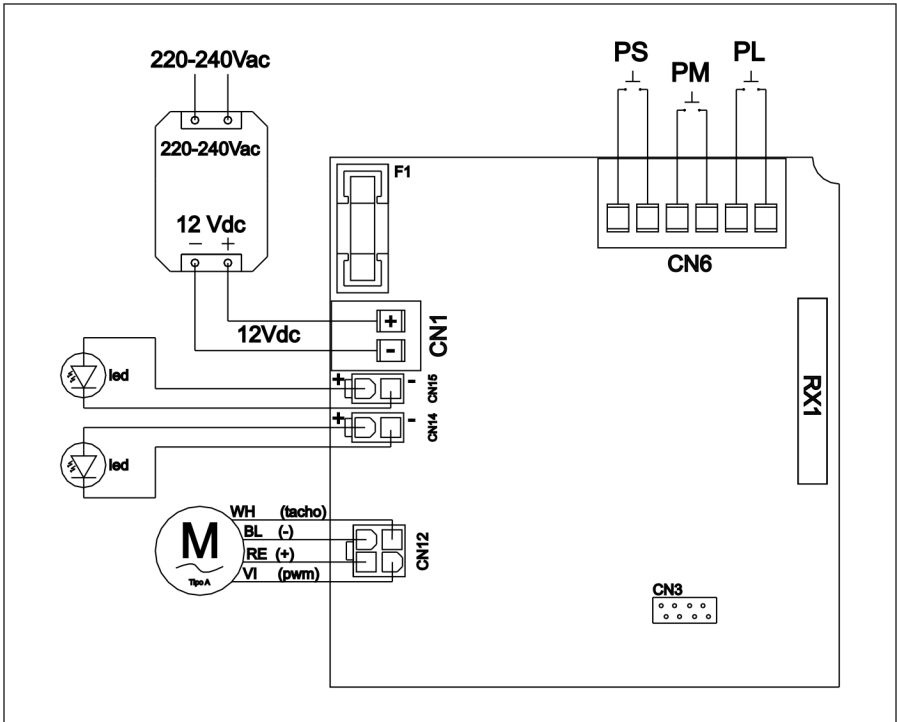 220-240Vac
220-240Vac
12 Vdc
− +
PS
PM
PL
F1
CN6
+
-
12Vdc
CN1
led
+ -
CN15
+ -
CN14
led
RX1
WH (tacho)
BL (-)
RE (+)
VI (pwm)
M
Tipo A
CN12
CN3